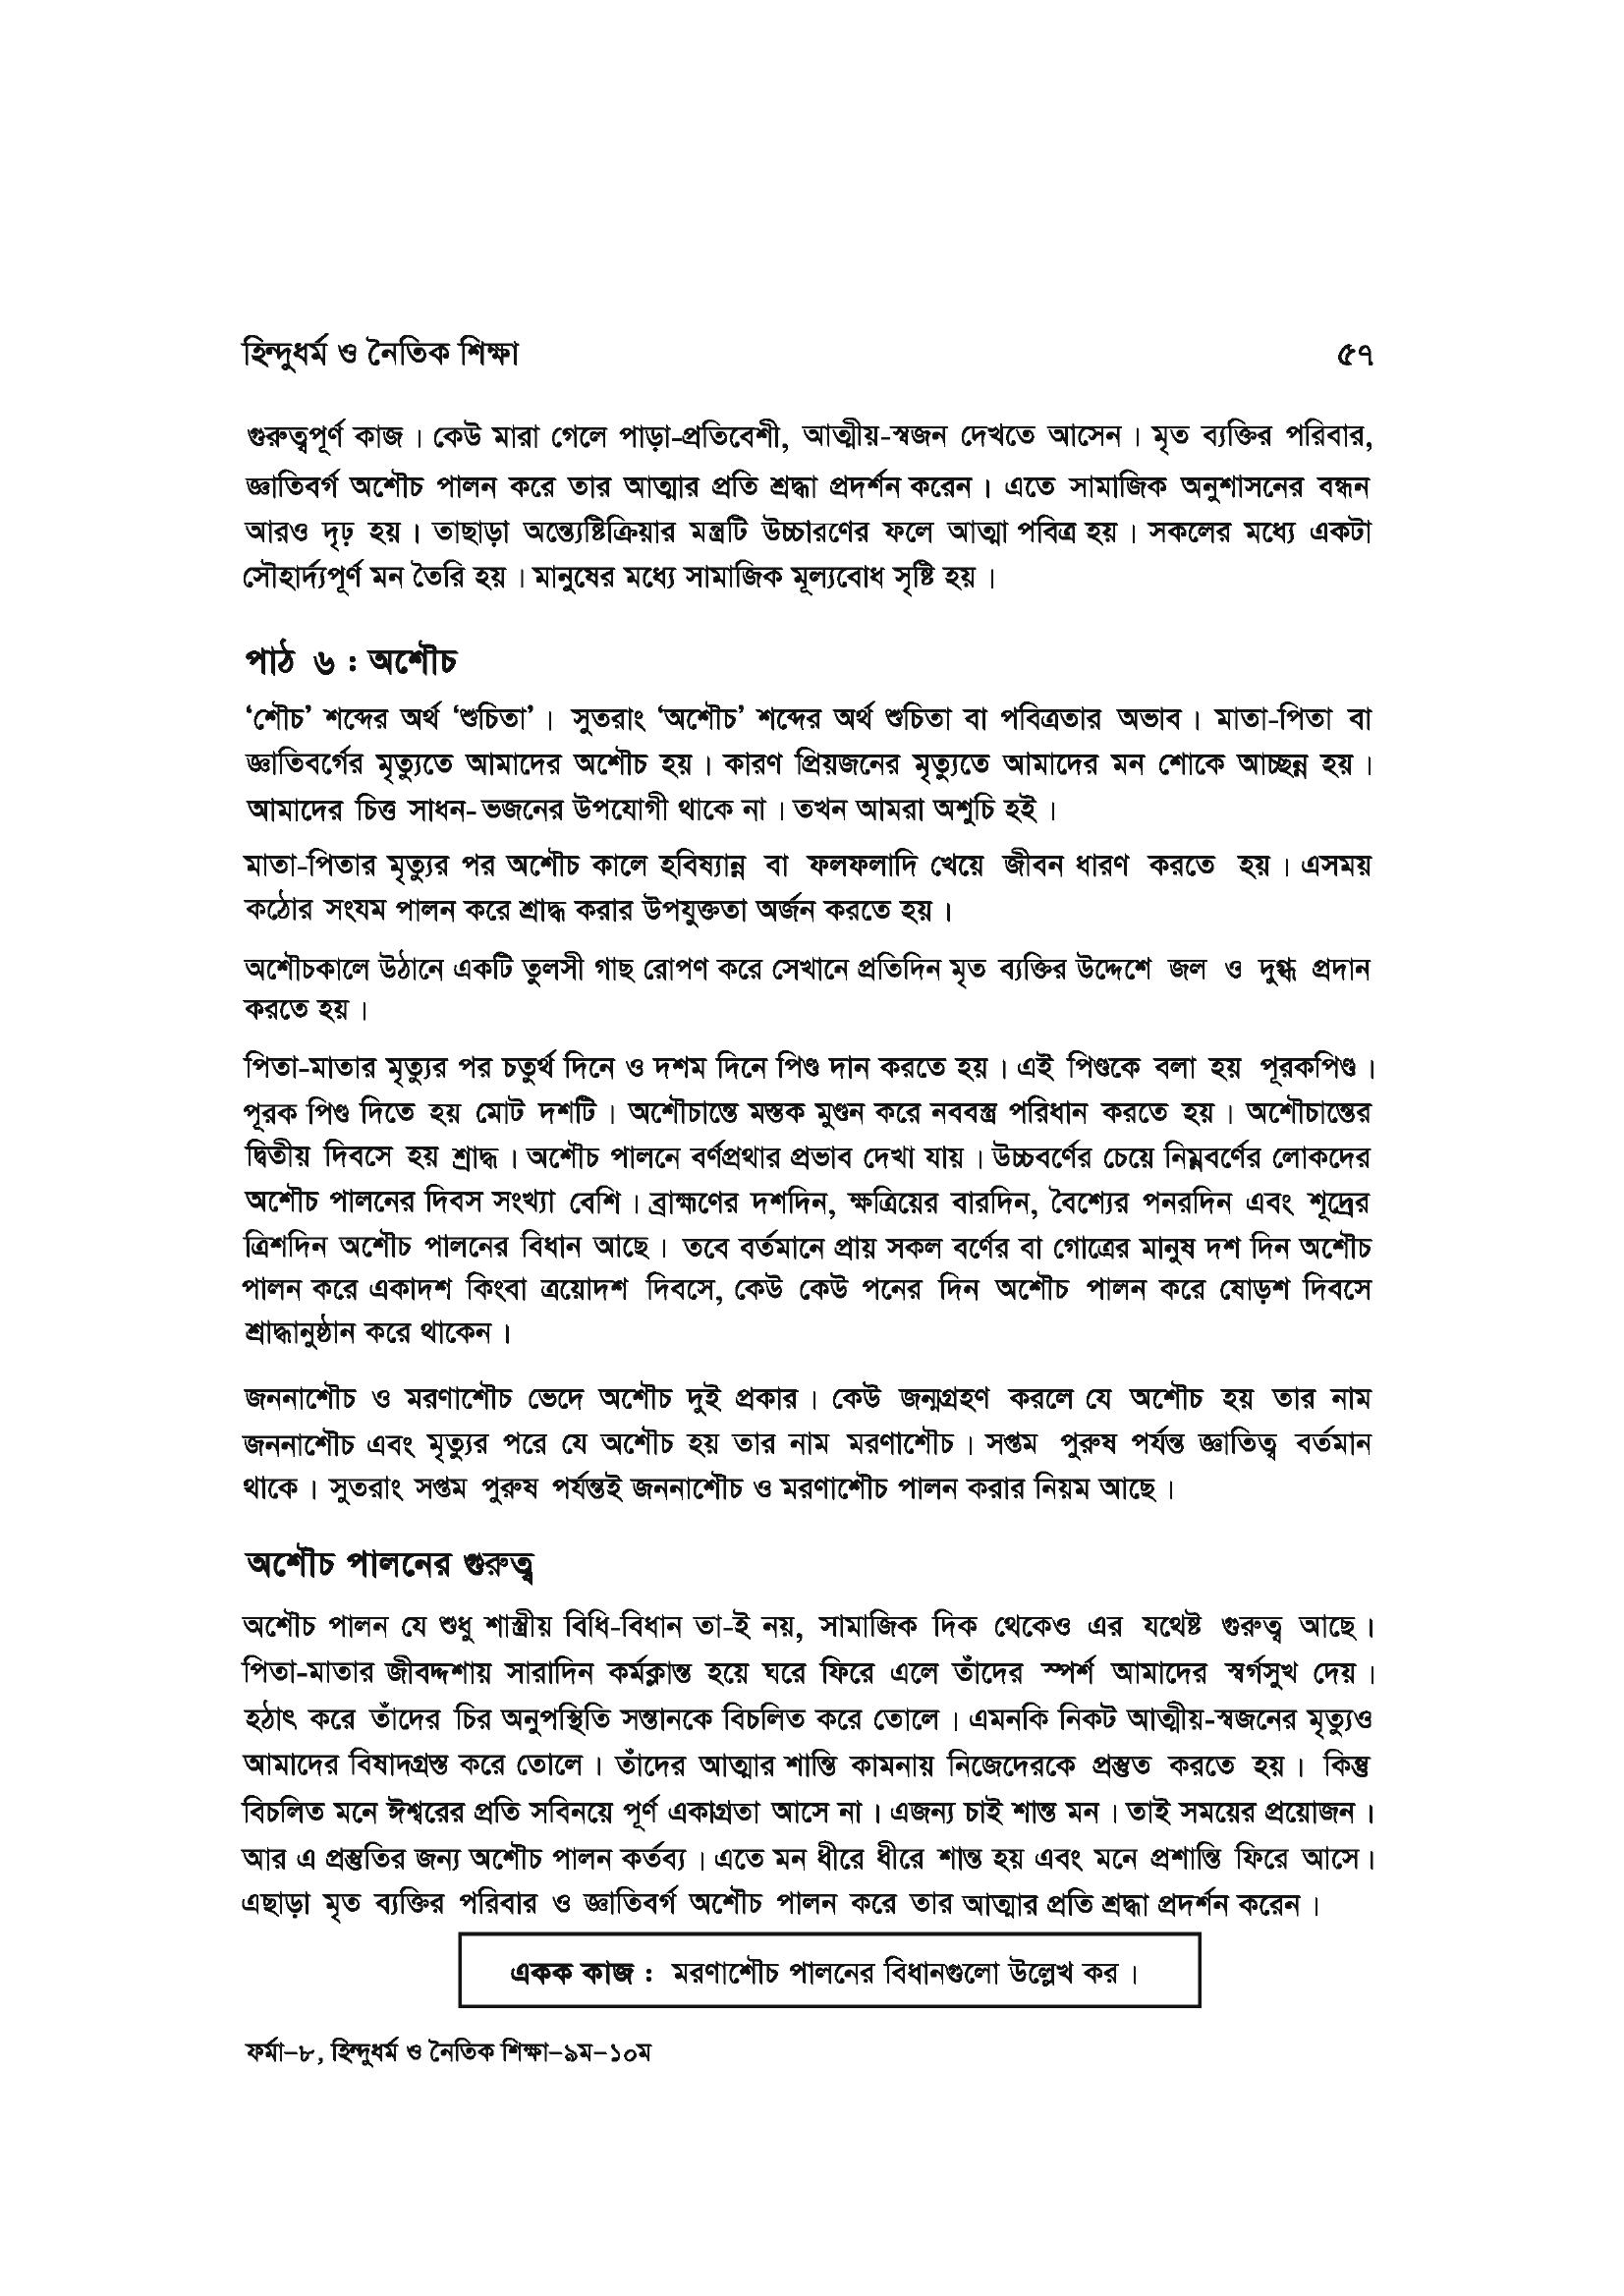 হিন্দুধর্ম ও নৈতিক শিক্ষা ৫৭
গুরুত্বপূর্ণ কাজ। কেউ মারা গেলে পাড়া-প্রতিবেশী, আত্মীয়-স্বজন দেখতে আসেন। মৃত ব্যক্তির পরিবার,
জ্ঞাতিবর্গ অশৌচ পালন করে তার আত্মার প্রতি শ্রদ্ধা প্রদর্শন করেন। এতে সামাজিক অনুশাসনের বন্ধন
আরও দৃঢ় হয়। তাছাড়া অন্ত্যেষ্টিক্রিয়ার মন্ত্রটি উচ্চারণের ফলে আত্মা পবিত্র হয়। সকলের মধ্যে একটা
সৌহার্দ্যপূর্ণ মন তৈরি হয়। মানুষের মধ্যে সামাজিক মূল্যবোধ সৃষ্টি হয়।
পাঠ ৬ : অশৌচ
‘শৌচ’ শব্দের অর্থ ‘শুচিতা’। সুতরাং ‘অশৌচ’ শব্দের অর্থ শুচিতা বা পবিত্রতার অভাব। মাতা-পিতা বা
জ্ঞাতিবর্গের মৃত্যুতে আমাদের অশৌচ হয়। কারণ প্রিয়জনের মৃত্যুতে আমাদের মন শোকে আচ্ছন্ন হয়।
আমাদের চিত্ত সাধন-ভজনের উপযোগী থাকে না। তখন আমরা অশুচি হই।
মাতা-পিতার মৃত্যুর পর অশৌচ কালে হবিষ্যান্ন বা ফলফলাদি খেয়ে জীবন ধারণ করতে হয়। এসময়
কঠোর সংযম পালন করে শ্রাদ্ধ করার উপযুক্ততা অর্জন করতে হয়।
অশৌচকালে উঠানে একটি তুলসী গাছ রোপণ করে সেখানে প্রতিদিন মৃত ব্যক্তির উদ্দেশে জল ও দুগ্ধ প্রদান
করতে হয়।
পিতা-মাতার মৃত্যুর পর চতুর্থ দিনে ও দশম দিনে পিণ্ড দান করতে হয়। এই পিণ্ডকে বলা হয় পূরকপিণ্ড।
পূরক পিণ্ড দিতে হয় মোট দশটি। অশৌচান্তে মস্তক মুণ্ডন করে নববস্ত্র পরিধান করতে হয়। অশৌচান্তের
দ্বিতীয় দিবসে হয় শ্রাদ্ধ। অশৌচ পালনে বর্ণপ্রথার প্রভাব দেখা যায়। উচ্চবর্ণের চেয়ে নিম্নবর্ণের লোকদের
অশৌচ পালনের দিবস সংখ্যা বেশি। ব্রাহ্মণের দশদিন, ক্ষত্রিয়ের বারদিন, বৈশ্যের পনরদিন এবং শূদ্রের
ত্রিশদিন অশৌচ পালনের বিধান আছে। তবে বর্তমানে প্রায় সকল বর্ণের বা গোত্রের মানুষ দশ দিন অশৌচ
পালন করে একাদশ কিংবা ত্রয়োদশ দিবসে, কেউ কেউ পনের দিন অশৌচ পালন করে ষোড়শ দিবসে
শ্রাদ্ধানুষ্ঠান করে থাকেন।
জননাশৌচ ও মরণাশৌচ ভেদে অশৌচ দুই প্রকার। কেউ জন্মগ্রহণ করলে যে অশৌচ হয় তার নাম
জননাশৌচ এবং মৃত্যুর পরে যে অশৌচ হয় তার নাম মরণাশৌচ। সপ্তম পুরুষ পর্যন্ত জ্ঞাতিত্ব বর্তমান
থাকে। সুতরাং সপ্তম পুরুষ পর্যন্তই জননাশৌচ ও মরণাশৌচ পালন করার নিয়ম আছে।
অশৌচ পালনের গুরুত্ব
অশৌচ পালন যে শুধু শাস্ত্রীয় বিধি-বিধান তা-ই নয়, সামাজিক দিক থেকেও এর যথেষ্ট গুরুত্ব আছে।
পিতা-মাতার জীবদ্দশায় সারাদিন কর্মক্লান্ত হয়ে ঘরে ফিরে এলে তাঁদের স্পর্শ আমাদের স্বর্গসুখ দেয়।
হঠাৎ করে তাঁদের চির অনুপস্থিতি সন্তানকে বিচলিত করে তোলে। এমনকি নিকট আত্মীয়-স্বজনের মৃত্যুও
আমাদের বিষাদগ্রস্ত করে তোলে। তাঁদের আত্মার শান্তি কামনায় নিজেদেরকে প্রস্তুত করতে হয়। কিন্তু
বিচলিত মনে ঈশ্বরের প্রতি সবিনয়ে পূর্ণ একাগ্রতা আসে না। এজন্য চাই শান্ত মন। তাই সময়ের প্রয়োজন।
আর এ প্রস্তুতির জন্য অশৌচ পালন কর্তব্য। এতে মন ধীরে ধীরে শান্ত হয় এবং মনে প্রশান্তি ফিরে আসে।
এছাড়া মৃত ব্যক্তির পরিবার ও জ্ঞাতিবর্গ অশৌচ পালন করে তার আত্মার প্রতি শ্রদ্ধা প্রদর্শন করেন।
একক কাজ : মরণাশৌচ পালনের বিধানগুলো উল্লেখ কর।
ফর্মা–৮, হিন্দুধর্ম ও নৈতিক শিক্ষা–৯ম–১০ম